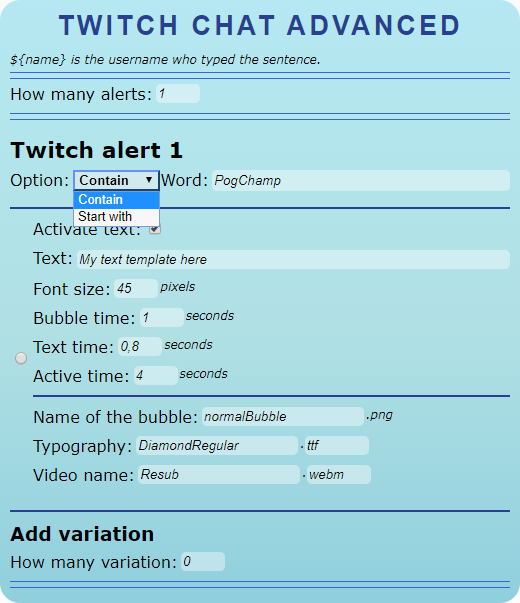 TWITCH CHAT ADVANCED
${name} is the username who typed the sentence.
How many alerts: 1
Twitch alert 1
Option: Contain Word: PogChamp
Contain
Start with
Activate text:
Text: My text template here
Font size: 45 pixels
Bubble time: 1 seconds
Text time: 0,8 seconds
Active time: 4 seconds
Name of the bubble: normalBubble .png
Typography: DiamondRegular . ttf
Video name: Resub . webm
Add variation
How many variation: 0